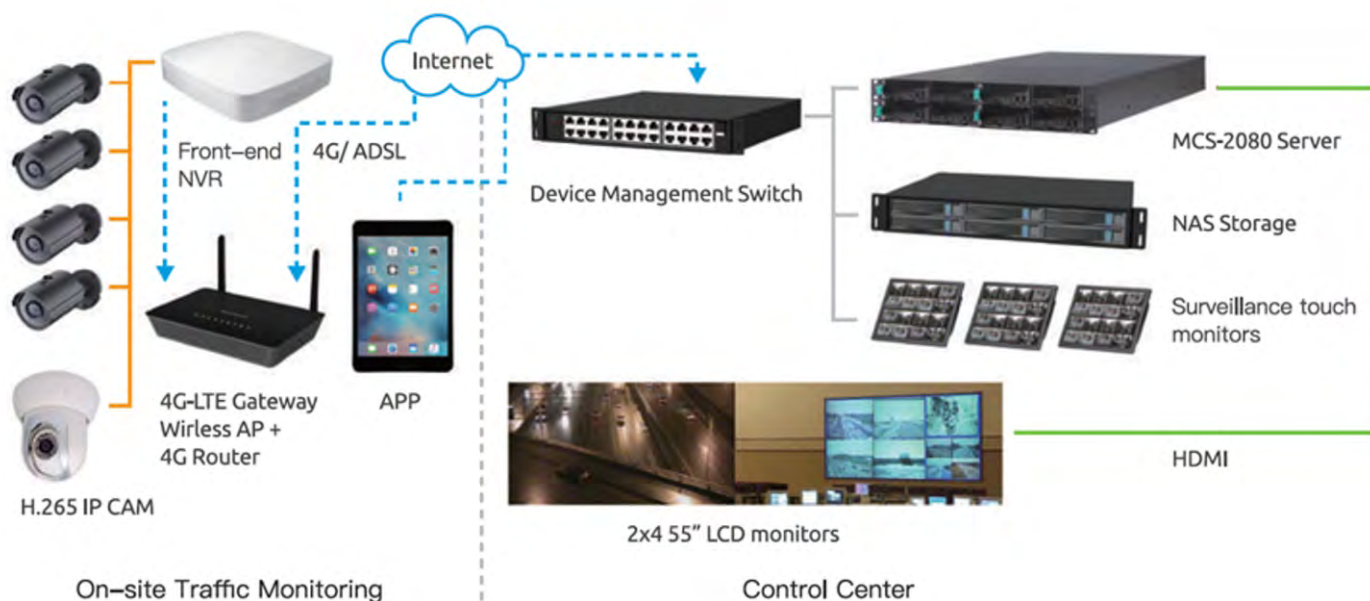 Internet
Front-end
NVR
4G/ ADSL
Device Management Switch
MCS-2080 Server
NAS Storage
Surveillance touch
monitors
4G-LTE Gateway
Wirless AP +
4G Router
APP
H.265 IP CAM
HDMI
2x4 55” LCD monitors
On-site Traffic Monitoring
Control Center